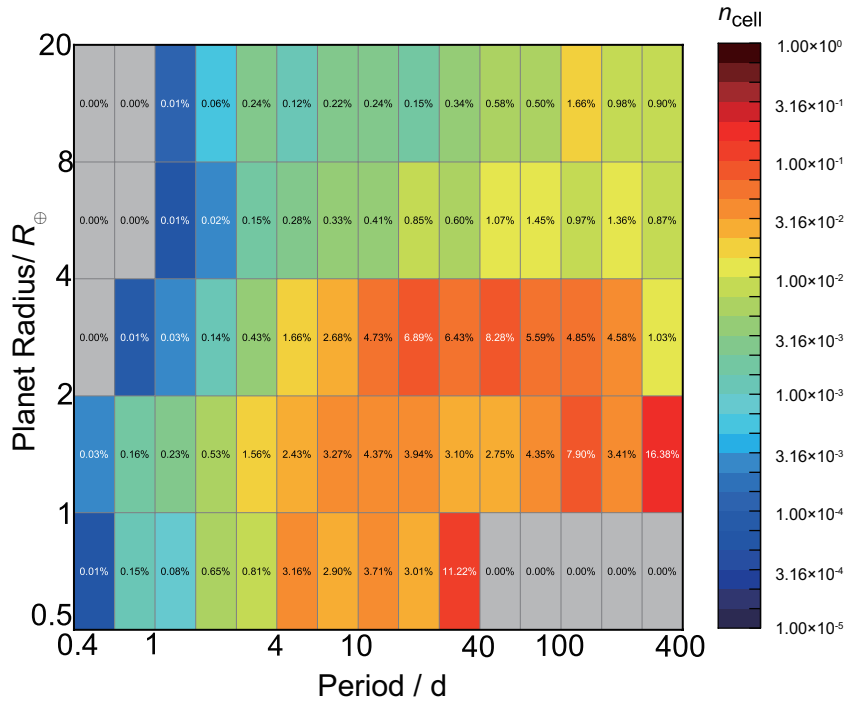 n_cell
20
0.00% 0.00% 0.01% 0.06% 0.24% 0.12% 0.22% 0.24% 0.15% 0.34% 0.58% 0.50% 1.66% 0.98% 0.90%
8
0.00% 0.00% 0.01% 0.02% 0.15% 0.28% 0.33% 0.41% 0.85% 0.60% 1.07% 1.45% 0.97% 1.36% 0.87%
4
0.00% 0.01% 0.03% 0.14% 0.43% 1.66% 2.68% 4.73% 6.89% 6.43% 8.28% 5.59% 4.85% 4.58% 1.03%
2
0.03% 0.16% 0.23% 0.53% 1.56% 2.43% 3.27% 4.37% 3.94% 3.10% 2.75% 4.35% 7.90% 3.41% 16.38%
1
0.01% 0.15% 0.08% 0.65% 0.81% 3.16% 2.90% 3.71% 3.01% 11.22% 0.00% 0.00% 0.00% 0.00% 0.00%
0.5
Planet Radius/ R⊕
0.4 1 4 10 40 100 400
Period / d
1.00×10⁰
3.16×10⁻¹
1.00×10⁻¹
3.16×10⁻²
1.00×10⁻²
3.16×10⁻³
1.00×10⁻³
3.16×10⁻³
1.00×10⁻⁴
3.16×10⁻⁴
1.00×10⁻⁵